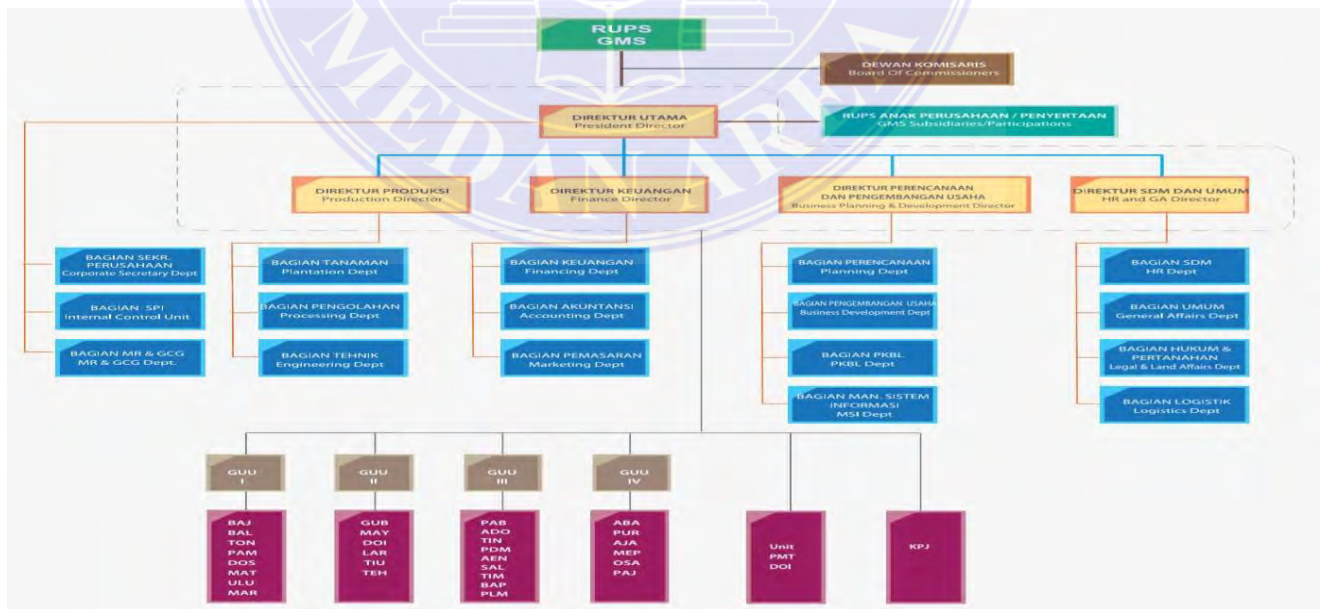 RUPS
GMS
DEWAN KOMISARIS
Board Of Commissioners
DIREKTUR UTAMA
President Director
RUPS ANAK PERUSAHAAN / PENYERTAAN
GMS Subsidiaries/Participations
MEDAN AREA
DIREKTUR PRODUKSI
Production Director
DIREKTUR KEUANGAN
Finance Director
DIREKTUR PERENCANAAN
DAN PENGEMBANGAN USAHA
Business Planning & Development Director
DIREKTUR SDM DAN UMUM
HR and GA Director
BAGIAN SEKR.
PERUSAHAAN
Corporate Secretary Dept
BAGIAN SPI
Internal Control Unit
BAGIAN MR & GCG
MR & GCG Dept.
BAGIAN TANAMAN
Plantation Dept
BAGIAN PENGOLAHAN
Processing Dept
BAGIAN TEHNIK
Engineering Dept
BAGIAN KEUANGAN
Financing Dept
BAGIAN AKUNTANSI
Accounting Dept
BAGIAN PEMASARAN
Marketing Dept
BAGIAN PERENCANAAN
Planning Dept
BAGIAN PENGEMBANGAN USAHA
Business Development Dept
BAGIAN PKBL
PKBL Dept
BAGIAN MAN. SISTEM
INFORMASI
MSI Dept
BAGIAN SDM
HR Dept
BAGIAN UMUM
General Affairs Dept
BAGIAN HUKUM &
PERTANAHAN
Legal & Land Affairs Dept
BAGIAN LOGISTIK
Logistics Dept
GUU
I
GUU
II
GUU
III
GUU
IV
BAJ
BAL
TON
PAM
DOS
MAT
ULU
MAR
GUB
MAY
DOI
LAR
TIU
TEH
PAB
ADO
TIN
PDM
AEN
SAL
TIM
BAP
PLM
ABA
PUR
AJA
MEP
OSA
PAJ
Unit
PMT
DOI
KPJ